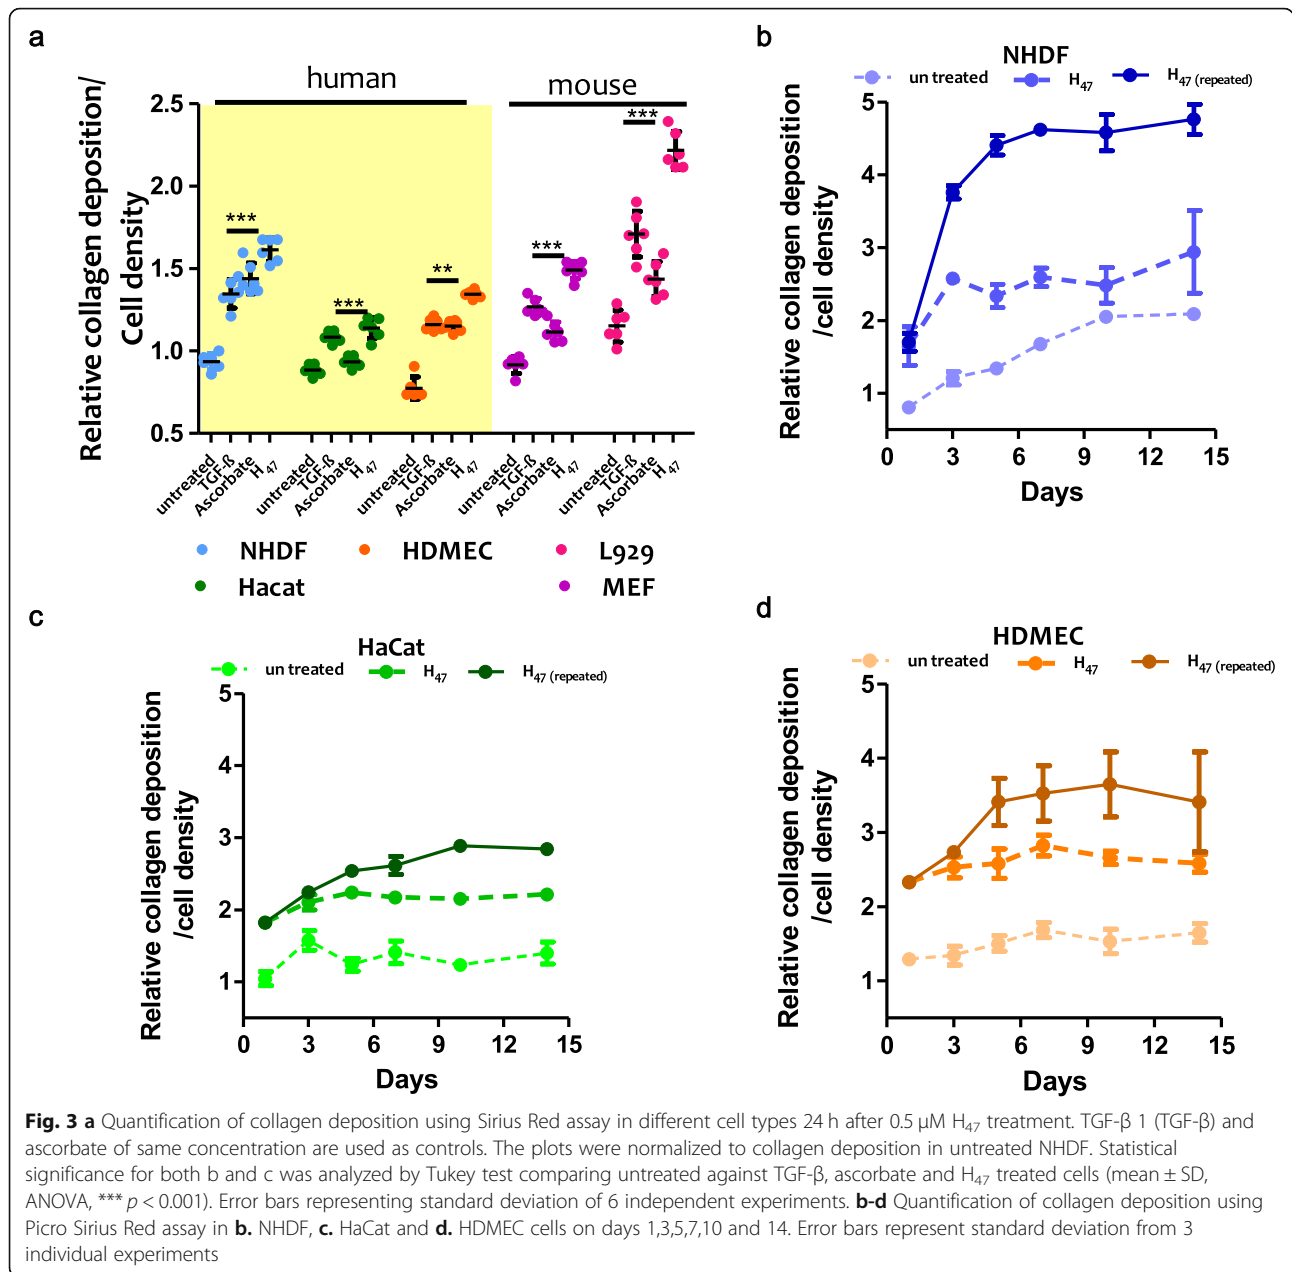 a
human
mouse
Relative collagen deposition/
Cell density
2.5
2.0
1.5
1.0
0.5
***
***
**
***
***
untreated
TGF-ß
Ascorbate
H47
untreated
TGF-ß
Ascorbate
H47
untreated
TGF-ß
Ascorbate
H47
untreated
TGF-ß
Ascorbate
H47
untreated
TGF-ß
Ascorbate
H47
NHDF
HDMEC
L929
Hacat
MEF
b
NHDF
un treated
H47
H47 (repeated)
Relative collagen deposition
/cell density
5
4
3
2
1
0 3 6 9 12 15
Days
c
HaCat
un treated
H47
H47 (repeated)
Relative collagen deposition
/cell density
5
4
3
2
1
0 3 6 9 12 15
Days
d
HDMEC
un treated
H47
H47 (repeated)
Relative collagen deposition
/cell density
5
4
3
2
1
0 3 6 9 12 15
Days
Fig. 3 a Quantification of collagen deposition using Sirius Red assay in different cell types 24 h after 0.5 μM H47 treatment. TGF-β 1 (TGF-β) and
ascorbate of same concentration are used as controls. The plots were normalized to collagen deposition in untreated NHDF. Statistical
significance for both b and c was analyzed by Tukey test comparing untreated against TGF-β, ascorbate and H47 treated cells (mean ± SD,
ANOVA, *** p < 0.001). Error bars representing standard deviation of 6 independent experiments. b-d Quantification of collagen deposition using
Picro Sirius Red assay in b. NHDF, c. HaCat and d. HDMEC cells on days 1,3,5,7,10 and 14. Error bars represent standard deviation from 3
individual experiments